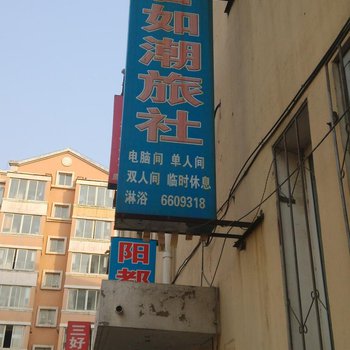 如潮旅社
电脑间 单人间
双人间 临时休息
淋浴 6609318
阳都
三好